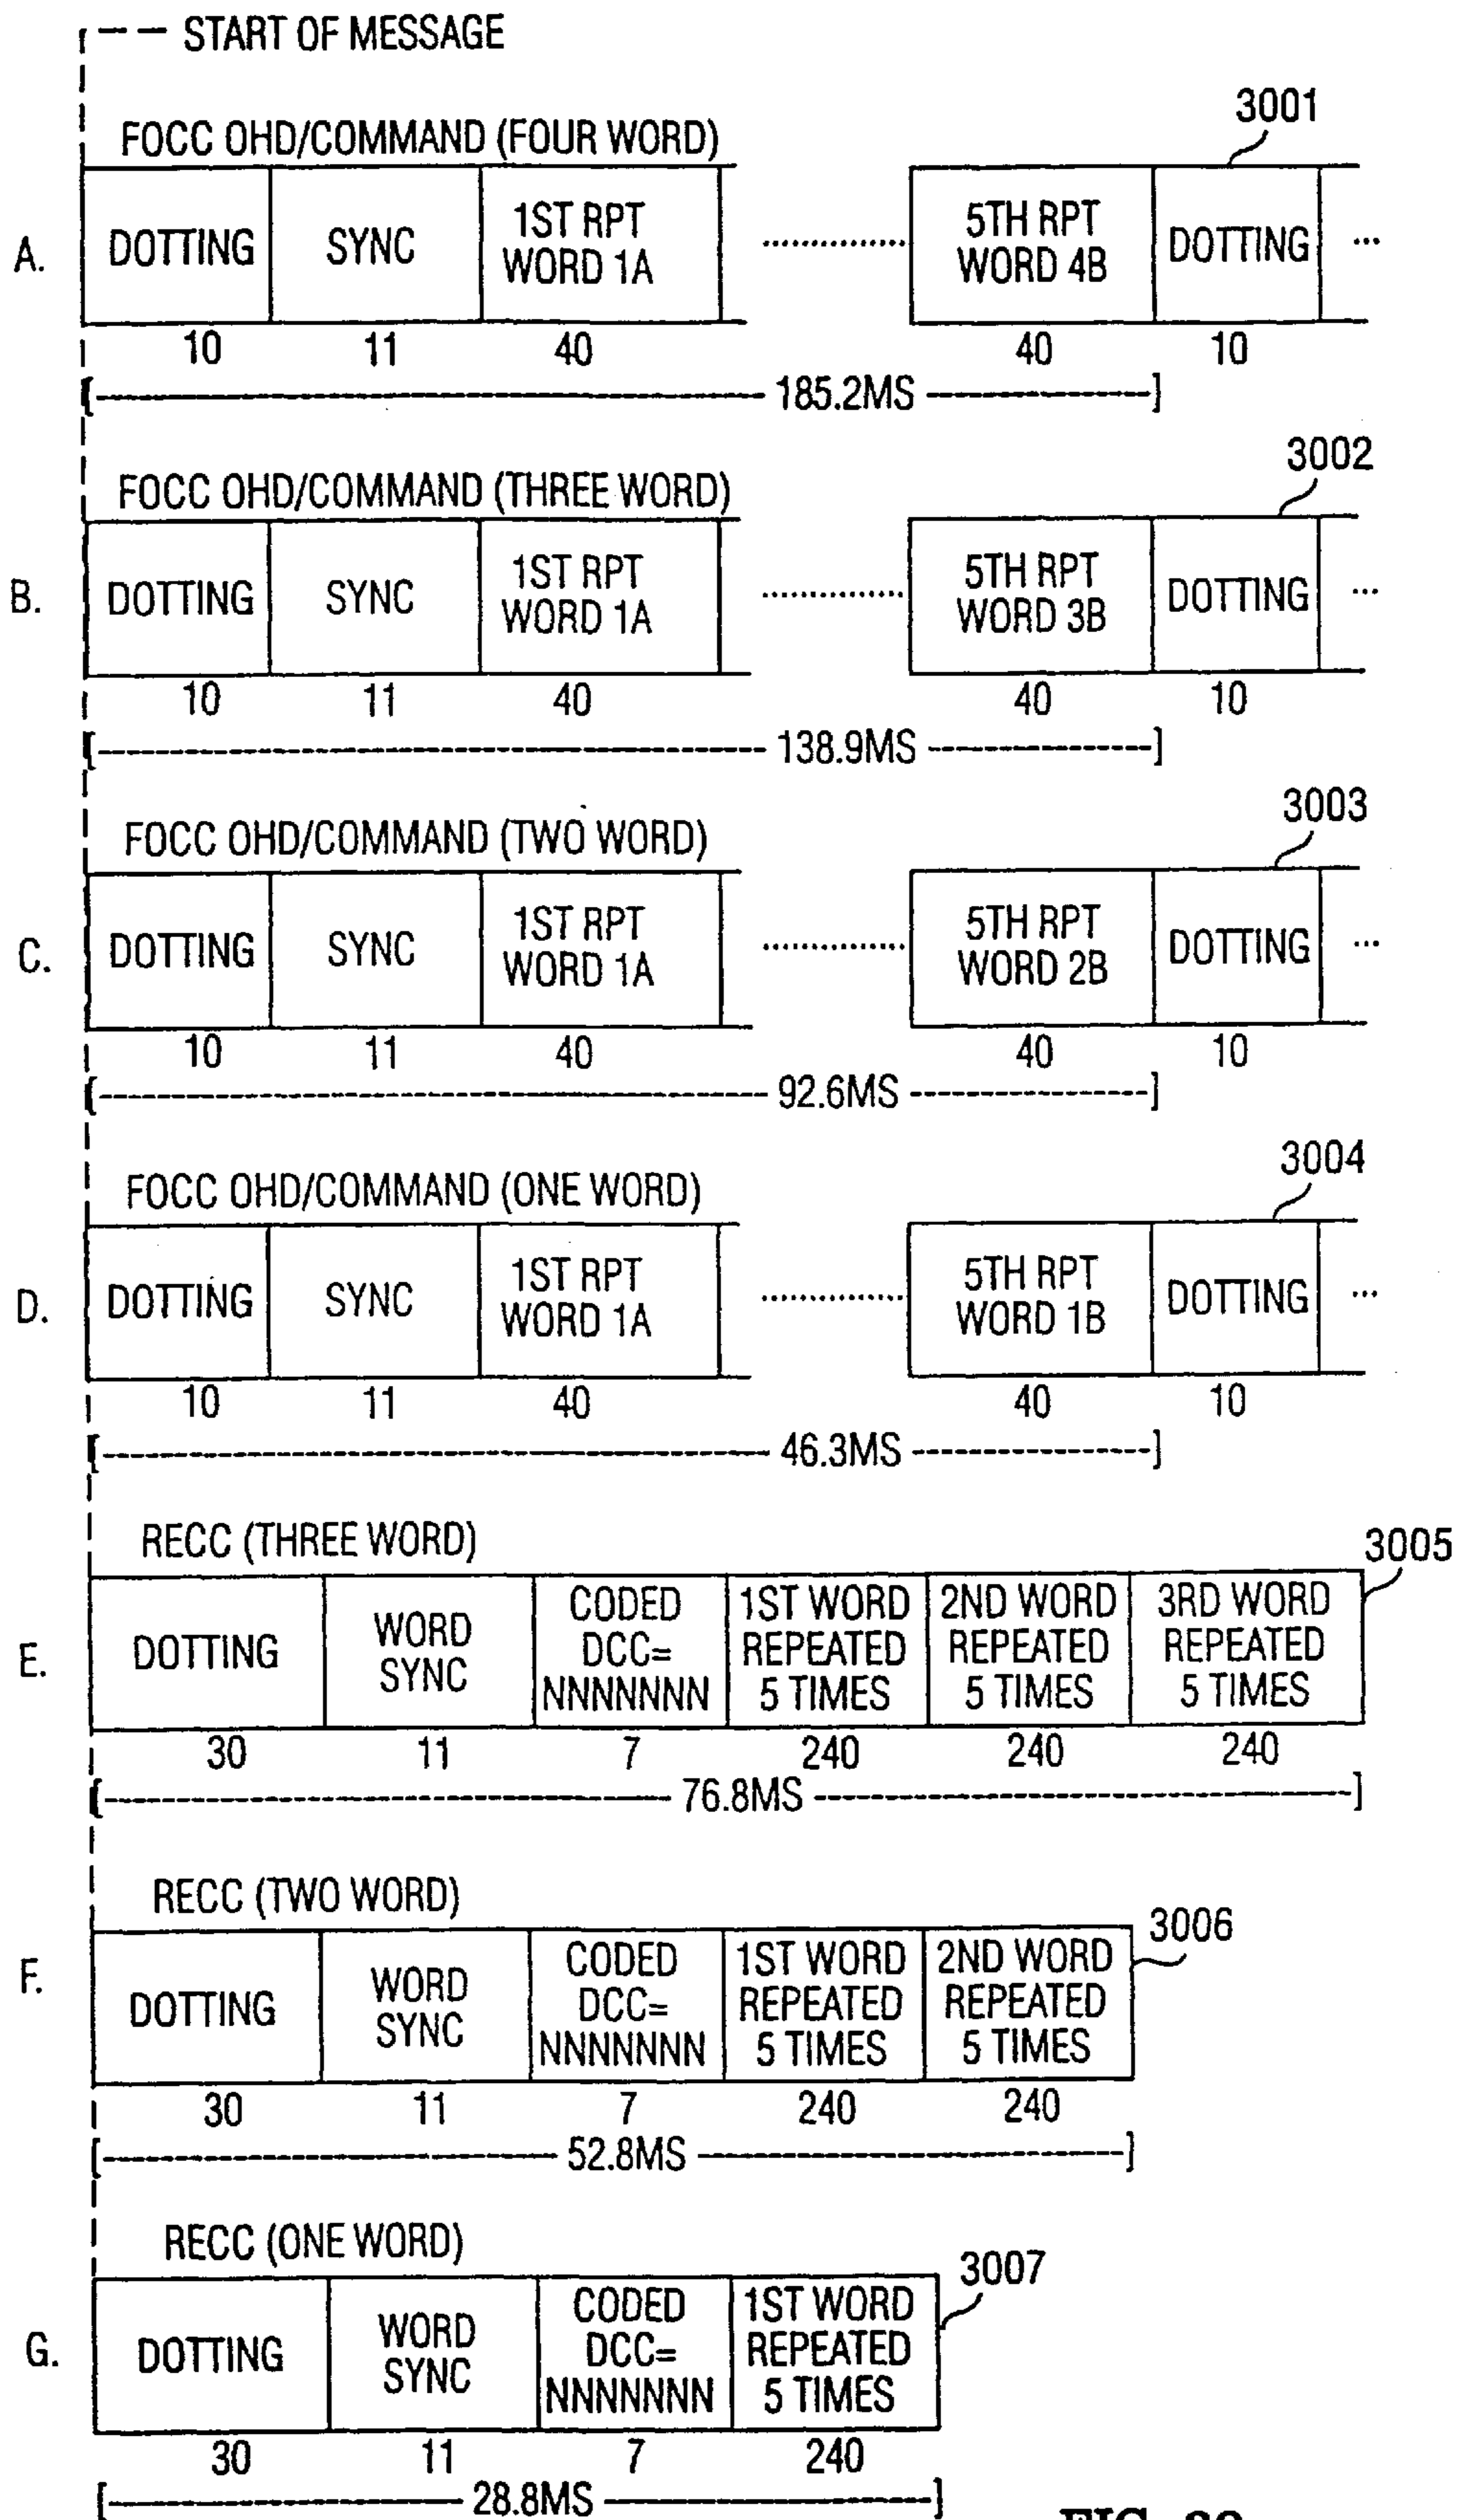 START OF MESSAGE
3001
FOCC OHD/COMMAND (FOUR WORD)
A.
DOTTING
SYNC
1ST RPT
WORD 1A
5TH RPT
WORD 4B
DOTTING
...
10
11
40
40
10
185.2MS
3002
FOCC OHD/COMMAND (THREE WORD)
B.
DOTTING
SYNC
1ST RPT
WORD 1A
5TH RPT
WORD 3B
DOTTING
...
10
11
40
40
10
138.9MS
3003
FOCC OHD/COMMAND (TWO WORD)
C.
DOTTING
SYNC
1ST RPT
WORD 1A
5TH RPT
WORD 2B
DOTTING
...
10
11
40
40
10
92.6MS
3004
FOCC OHD/COMMAND (ONE WORD)
D.
DOTTING
SYNC
1ST RPT
WORD 1A
5TH RPT
WORD 1B
DOTTING
...
10
11
40
40
10
46.3MS
RECC (THREE WORD)
3005
E.
DOTTING
WORD
SYNC
CODED
DCC=
NNNNNNN
1ST WORD
REPEATED
5 TIMES
2ND WORD
REPEATED
5 TIMES
3RD WORD
REPEATED
5 TIMES
30
11
7
240
240
240
76.8MS
RECC (TWO WORD)
3006
F.
DOTTING
WORD
SYNC
CODED
DCC=
NNNNNNN
1ST WORD
REPEATED
5 TIMES
2ND WORD
REPEATED
5 TIMES
30
11
7
240
240
52.8MS
RECC (ONE WORD)
3007
G.
DOTTING
WORD
SYNC
CODED
DCC=
NNNNNNN
1ST WORD
REPEATED
5 TIMES
30
11
7
240
28.8MS